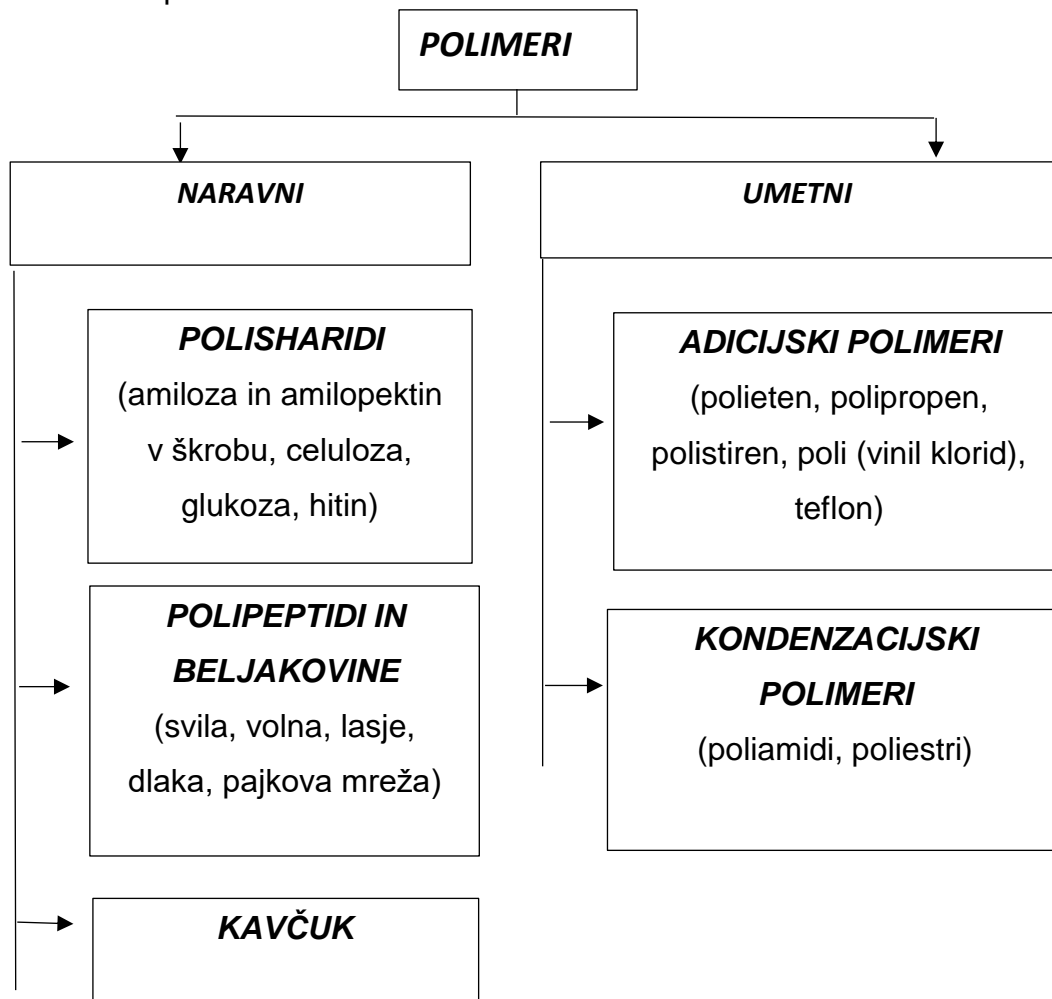 POLIMERI
NARAVNI
UMETNI
POLISHARIDI
(amiloza in amilopektin
v škrobu, celuloza,
glukoza, hitin)
ADICIJSKI POLIMERI
(polieten, polipropen,
polistiren, poli (vinil klorid),
teflon)
POLIPEPTIDI IN
BELJAKOVINE
(svila, volna, lasje,
dlaka, pajkova mreža)
KONDENZACIJSKI
POLIMERI
(poliamidi, poliestri)
KAVČUK